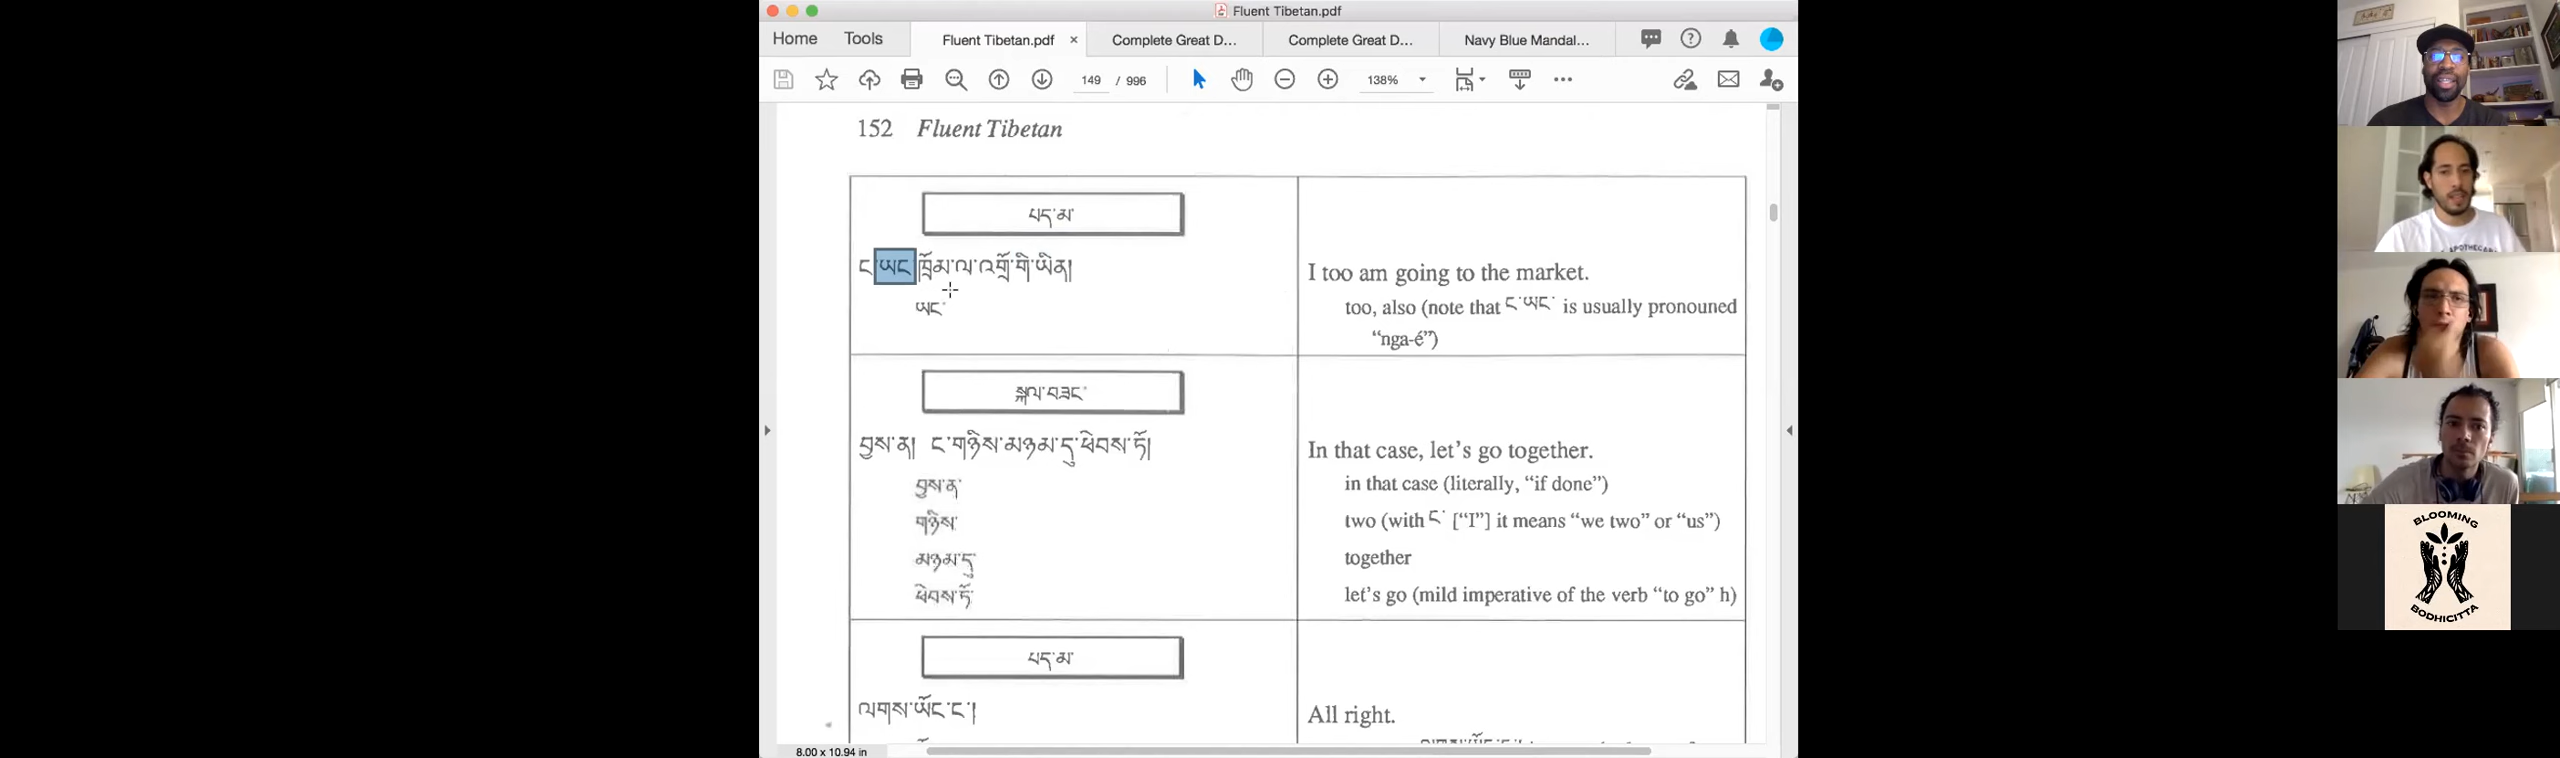 Fluent Tibetan.pdf
Home Tools Fluent Tibetan.pdf × Complete Great D... Complete Great D... Navy Blue Mandal...
149 / 996 138%
152 Fluent Tibetan
པད་མ་
ང་ཡང་ཁྲོམ་ལ་འགྲོ་གི་ཡིན།
I too am going to the market.
ཡང་
too, also (note that ང་ཡང་ is usually pronouned
“nga-é”)
སྐལ་བཟང་
བྱས་ན། ང་གཉིས་མཉམ་དུ་ཕེབས་ཏོ།
In that case, let’s go together.
བྱས་ན་
in that case (literally, “if done”)
གཉིས་
two (with ང་ [“I”] it means “we two” or “us”)
མཉམ་དུ་
together
ཕེབས་ཏོ་
let’s go (mild imperative of the verb “to go” h)
པད་མ་
ལགས་ཡོང་ང་།
All right.
8.00 x 10.94 in
BLOOMING
BODHICITTA